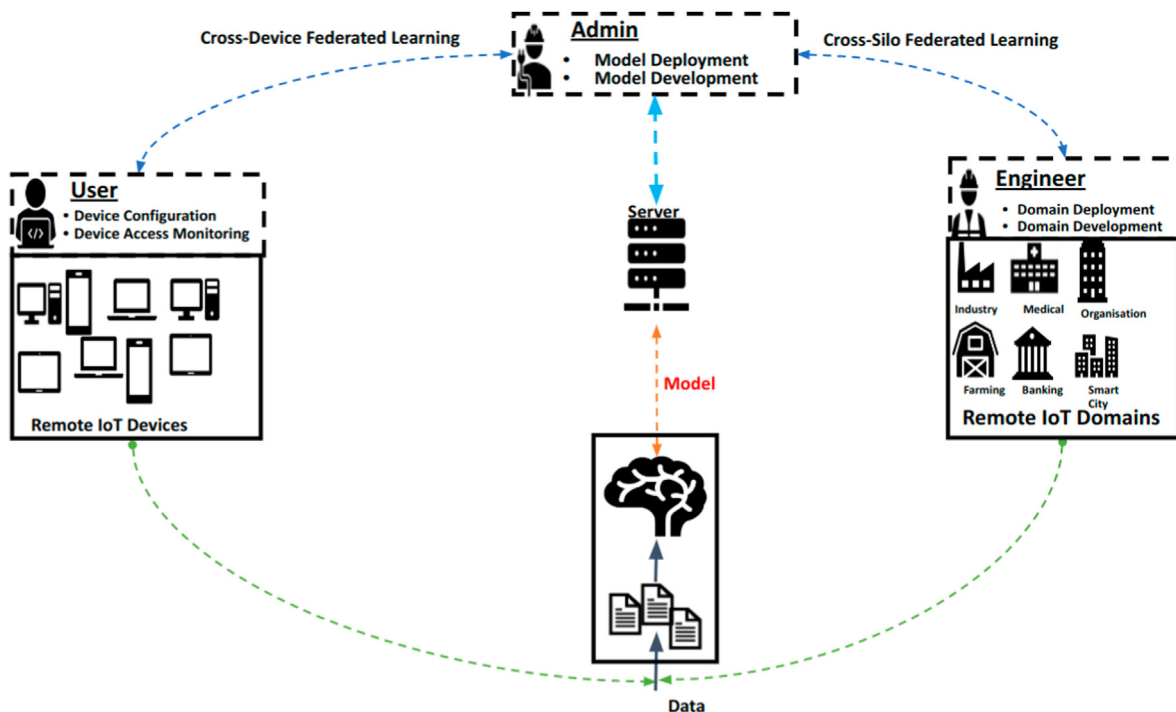 Cross-Device Federated Learning
Admin
• Model Deployment
• Model Development
Cross-Silo Federated Learning
User
• Device Configuration
• Device Access Monitoring
Remote IoT Devices
Server
Model
Data
Engineer
• Domain Deployment
• Domain Development
Industry
Medical
Organisation
Farming
Banking
Smart
City
Remote IoT Domains